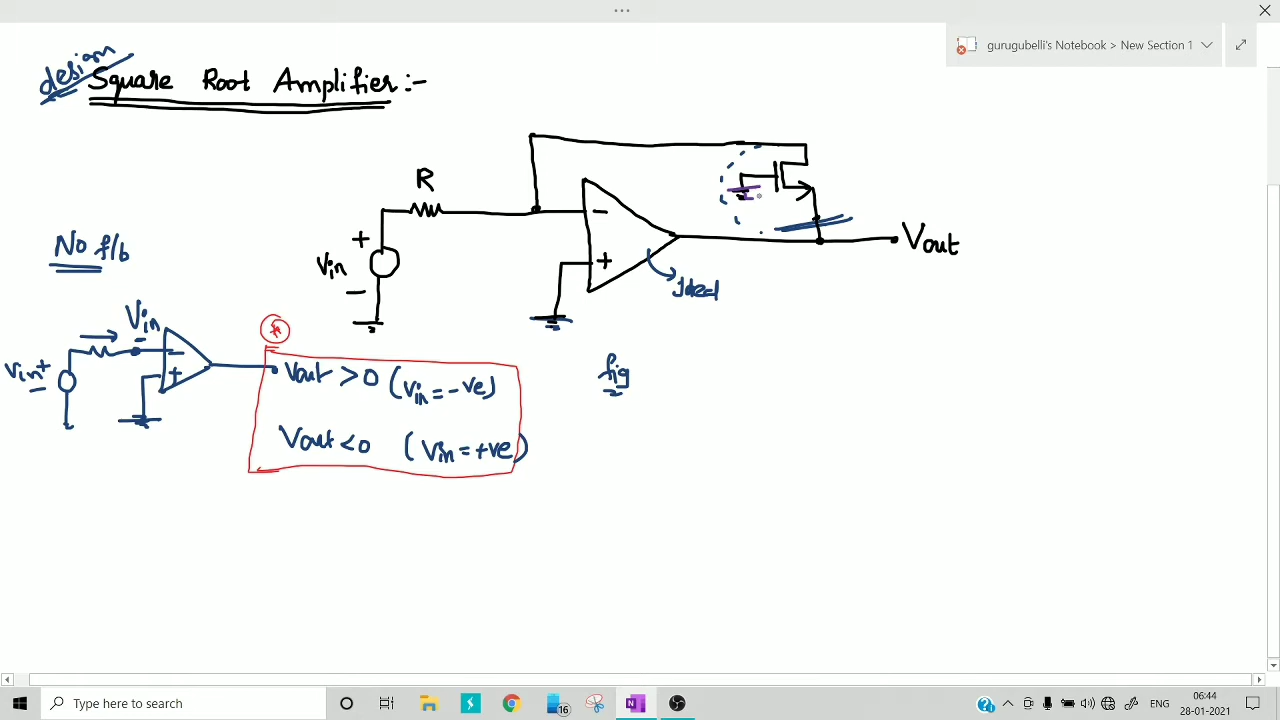 gurugubelli's Notebook > New Section 1
design
Square Root Amplifier:-
R
No f/b
+
Vin
-
-
+
Ideal
Vout
Vin
-
+
Vin+
-
Vout > 0 (Vin = -ve)
Vout < 0 (Vin = +ve)
fig
Type here to search
16
ENG
06:44
28-01-2021